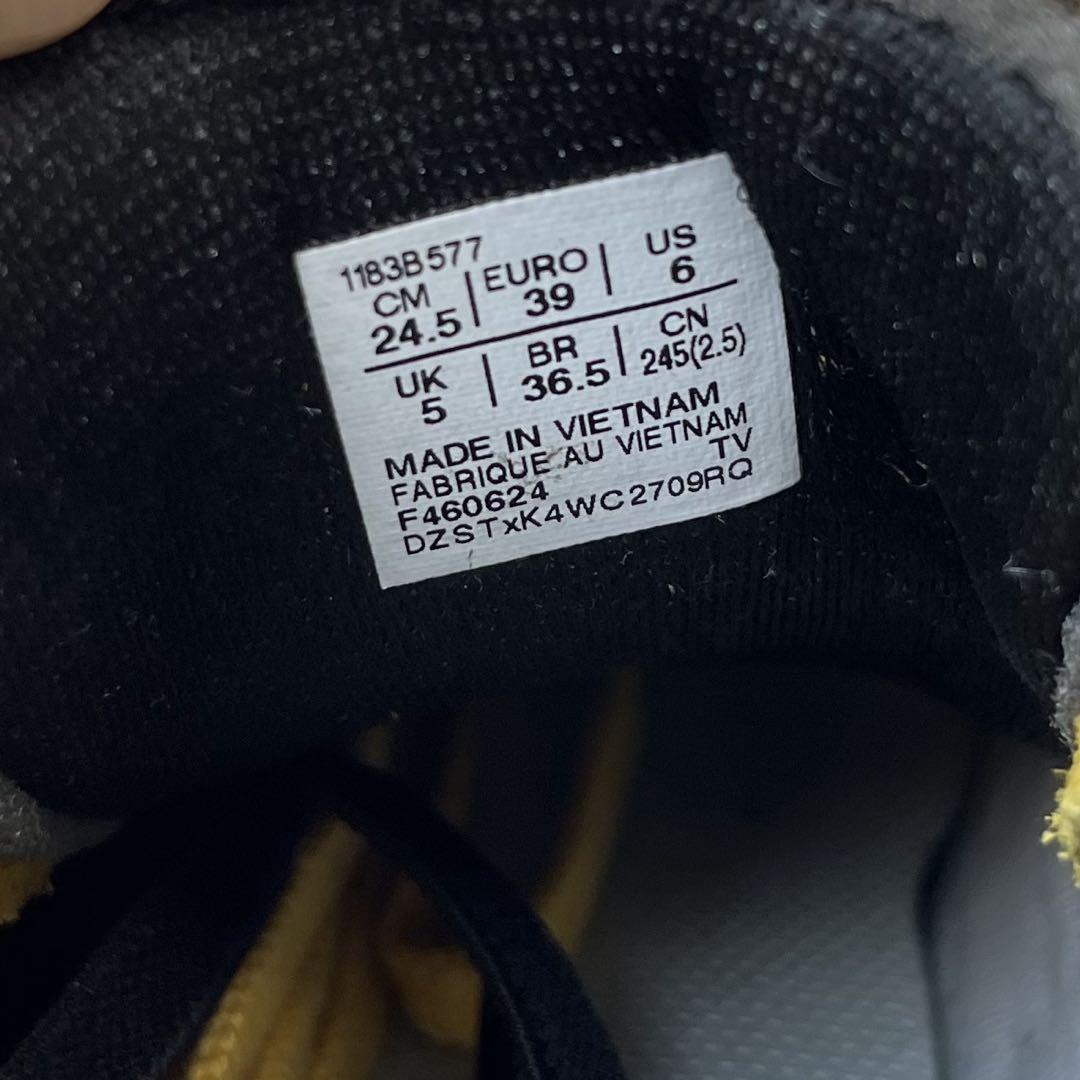 1183B577
CM | EURO | US
24.5 39 6
UK | BR | CN
5 36.5 245(2.5)
MADE IN VIETNAM
FABRIQUE AU VIETNAM
F460624 TV
DZSTxK4WC2709RQ